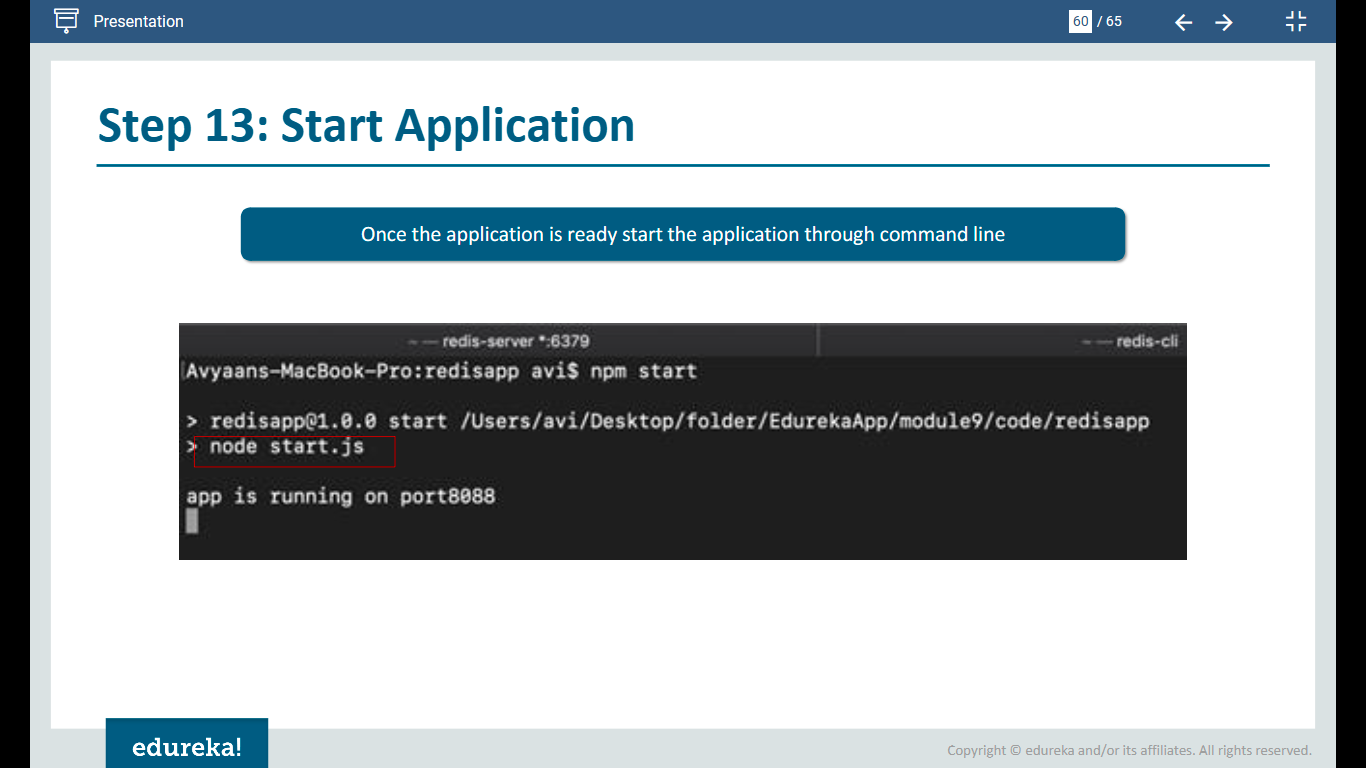 Presentation
60 / 65
Step 13: Start Application
Once the application is ready start the application through command line
~ — redis-server *:6379
~ — redis-cli
Avyaans-MacBook-Pro:redisapp avi$ npm start
> redisapp@1.0.0 start /Users/avi/Desktop/folder/EdurekaApp/module9/code/redisapp
> node start.js
app is running on port8088
edureka!
Copyright © edureka and/or its affiliates. All rights reserved.